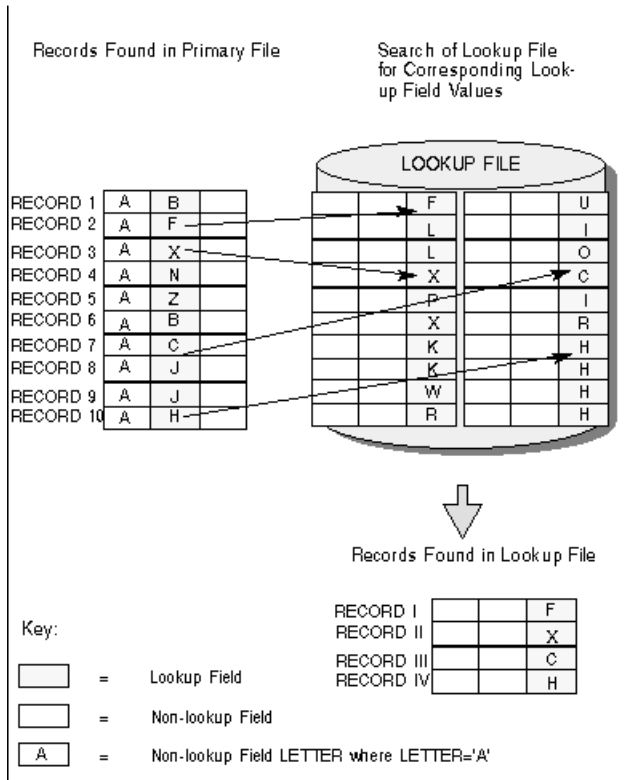 Records Found in Primary File
Search of Lookup File
for Corresponding Look-
up Field Values
LOOKUP FILE
RECORD 1 A B
RECORD 2 A F
RECORD 3 A X
RECORD 4 A N
RECORD 5 A Z
RECORD 6 A B
RECORD 7 A C
RECORD 8 A J
RECORD 9 A J
RECORD 10 A H
F U
L I
L O
X C
P I
X R
K H
K H
W H
R H
Records Found in Lookup File
RECORD I F
RECORD II X
RECORD III C
RECORD IV H
Key:
= Lookup Field
= Non-lookup Field
A = Non-lookup Field LETTER where LETTER='A'